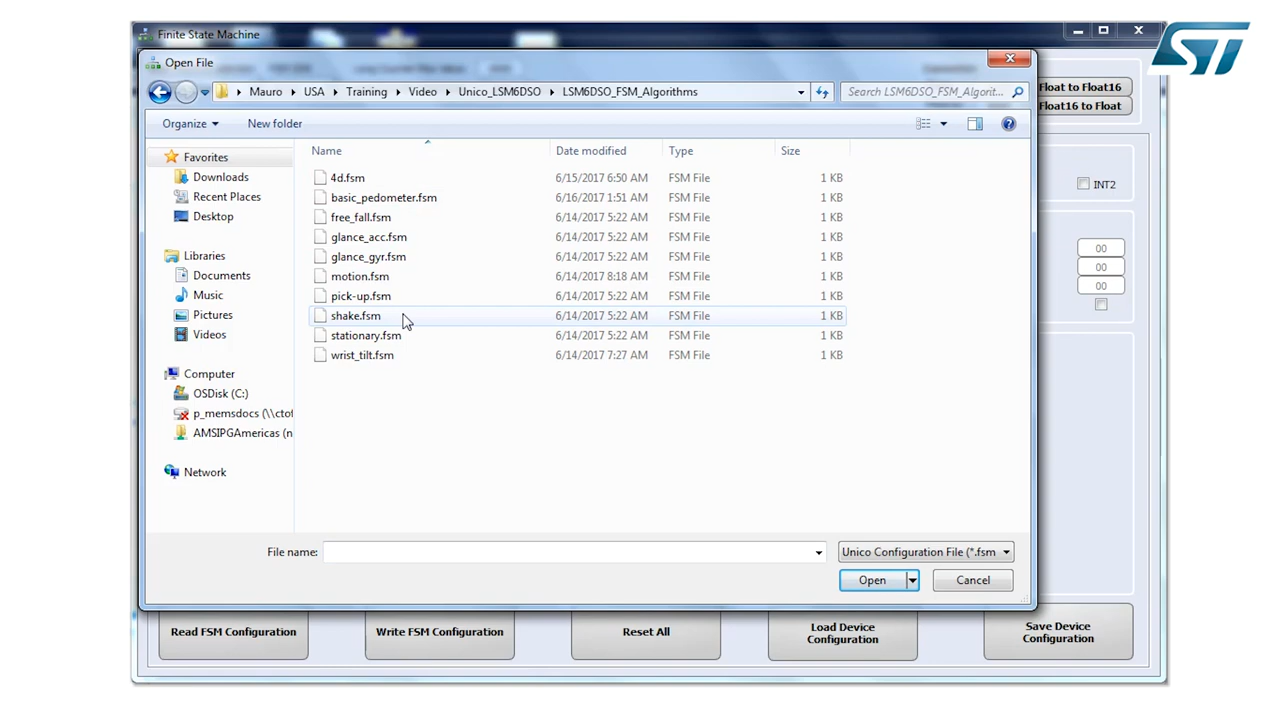 Finite State Machine
ST
Open File
Mauro USA Training Video Unico_LSM6DSO LSM6DSO_FSM_Algorithms
Search LSM6DSO_FSM_Algorit...
Float to Float16
Float16 to Float
Organize New folder
Name Date modified Type Size
4d.fsm 6/15/2017 6:50 AM FSM File 1 KB
basic_pedometer.fsm 6/16/2017 1:51 AM FSM File 1 KB
free_fall.fsm 6/14/2017 5:22 AM FSM File 1 KB
glance_acc.fsm 6/14/2017 5:22 AM FSM File 1 KB
glance_gyr.fsm 6/14/2017 5:22 AM FSM File 1 KB
motion.fsm 6/14/2017 8:18 AM FSM File 1 KB
pick-up.fsm 6/14/2017 5:22 AM FSM File 1 KB
shake.fsm 6/14/2017 5:22 AM FSM File 1 KB
stationary.fsm 6/14/2017 5:22 AM FSM File 1 KB
wrist_tilt.fsm 6/14/2017 7:27 AM FSM File 1 KB
Favorites
Downloads
Recent Places
Desktop
Libraries
Documents
Music
Pictures
Videos
Computer
OSDisk (C:)
p_memsdocs (\\ctof
AMSIPGAmericas (n
Network
INT2
00
00
00
File name:
Unico Configuration File (*.fsm
Open Cancel
Read FSM Configuration
Write FSM Configuration
Reset All
Load Device
Configuration
Save Device
Configuration